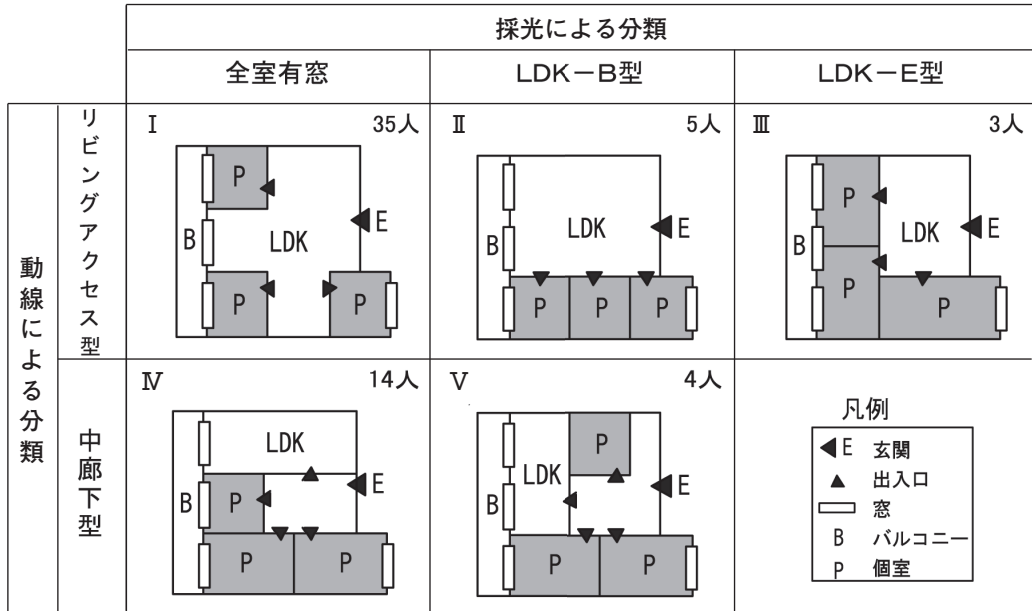 採光による分類
全室有窓
LDK－B型
LDK－E型
動線による分類
リビングアクセス型
Ⅰ
35人
P
B
LDK
E
P
P
Ⅱ
5人
B
LDK
E
P
P
P
Ⅲ
3人
P
B
LDK
E
P
P
中廊下型
Ⅳ
14人
LDK
B
P
E
P
P
Ⅴ
4人
P
LDK
B
E
P
P
凡例
E 玄関
出入口
窓
B バルコニー
P 個室